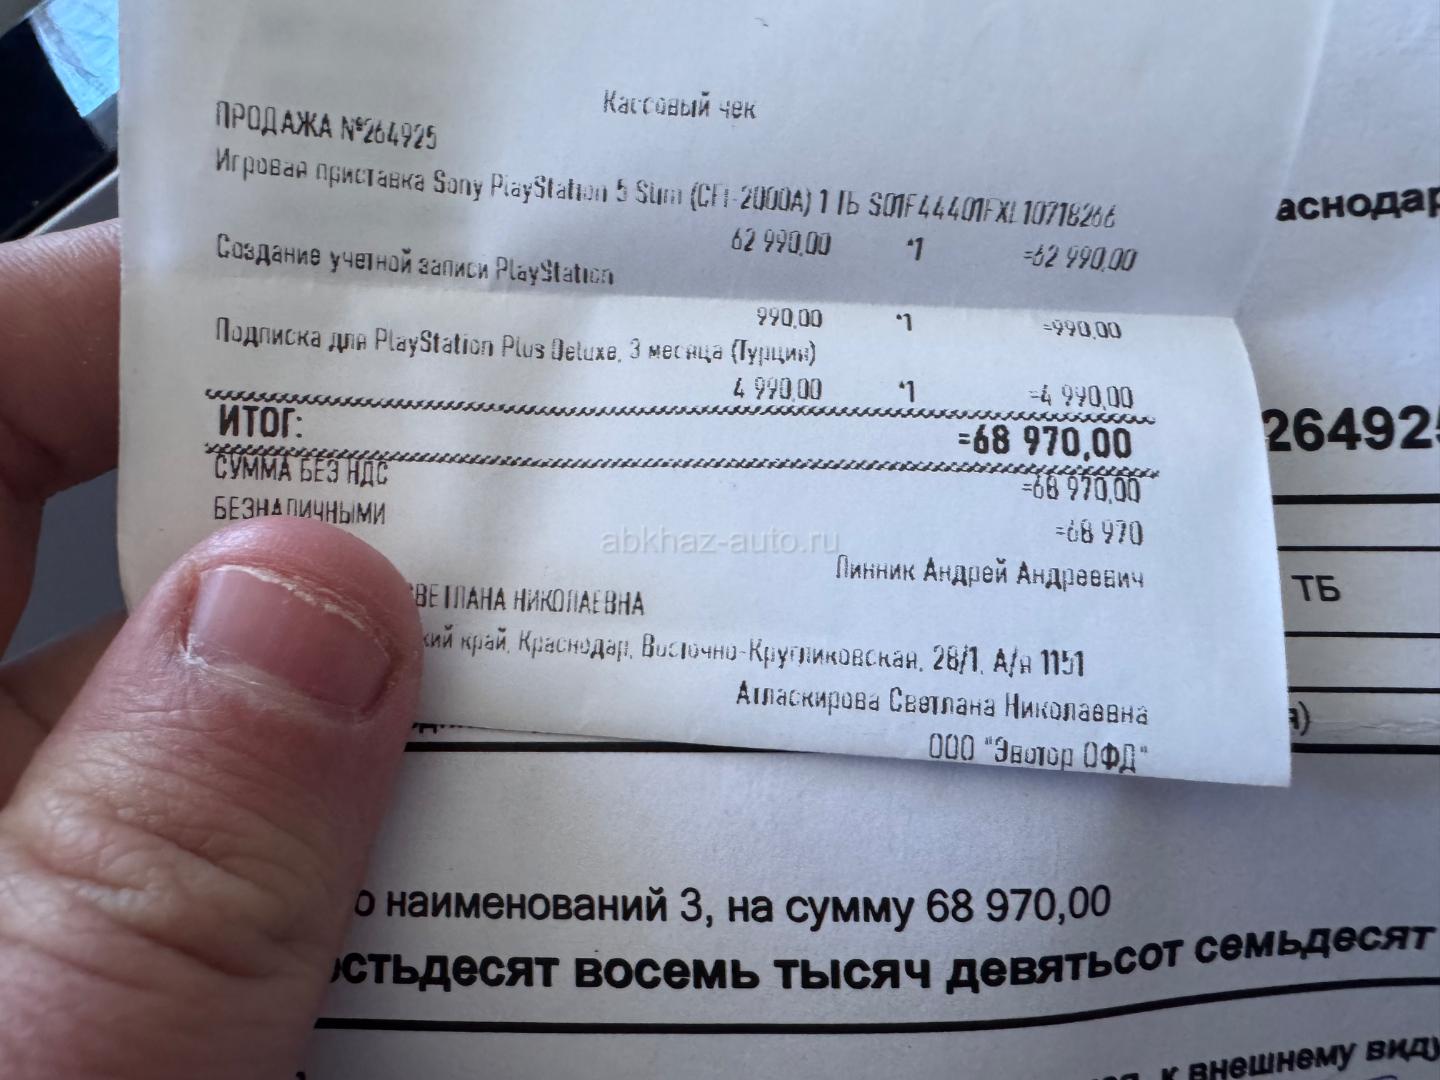 Кассовый чек
ПРОДАЖА №264925
Игровая приставка Sony PlayStation 5 Slim (CFI-2000A) 1 ТБ S01F44401FXL10718266
62 990,00 *1 =62 990,00
Создание учетной записи PlayStation
990,00 *1 =990,00
Подписка для PlayStation Plus Deluxe, 3 месяца (Турция)
4 990,00 *1 =4 990,00
ИТОГ: =68 970,00
СУММА БЕЗ НДС =68 970,00
БЕЗНАЛИЧНЫМИ =68 970
Пинник Андрей Андреевич
СВЕТЛАНА НИКОЛАЕВНА
кий край, Краснодар, Восточно-Кругликовская, 28/1, А/я 1151
Атласкирова Светлана Николаевна
ООО "Эвотор ОФД"
аснодар
264925
ТБ
я)
о наименований 3, на сумму 68 970,00
стьдесят восемь тысяч девятьсот семьдесят
к внешнему виду
abkhaz-auto.ru